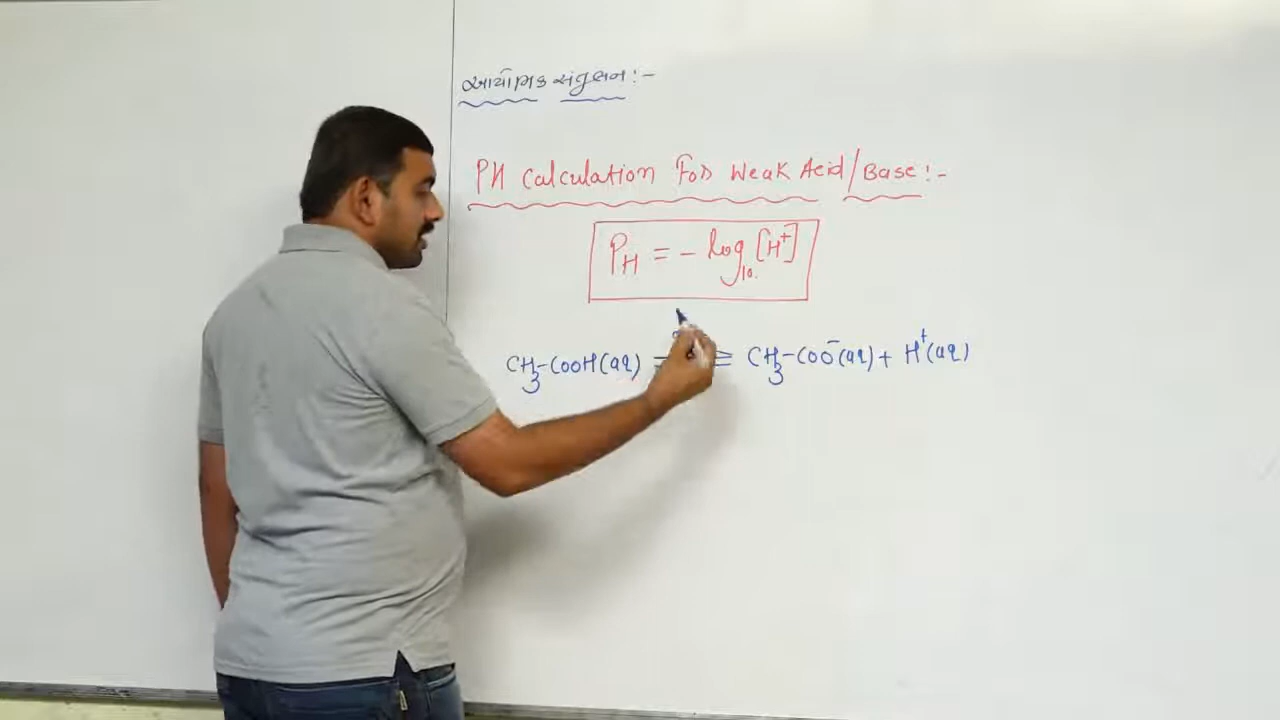 આયોનિક સંતુલન :-
PH Calculation For Weak Acid/Base :-
PH = - log10 [H+]
CH3-COOH(aq) ⇌ CH3-COO-(aq) + H+(aq)